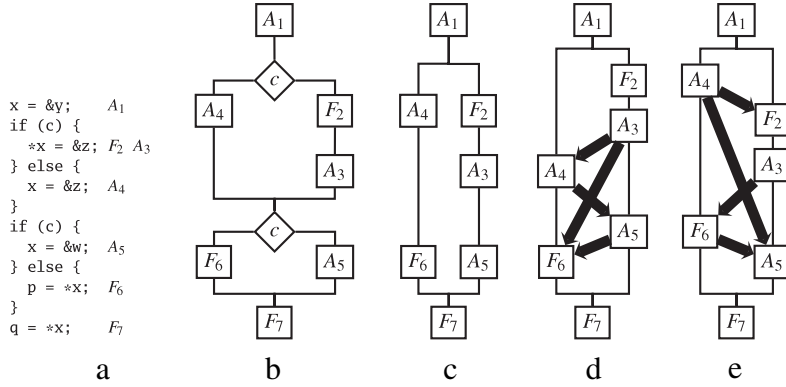 x = &y; A1
if (c) {
*x = &z; F2 A3
} else {
x = &z; A4
}
if (c) {
x = &w; A5
} else {
p = *x; F6
}
q = *x; F7
a
A1
c
A4 F2
A3
c
F6 A5
F7
b
A1
A4 F2
A3
F6 A5
F7
c
A1
F2
A3
A4
A5
F6
F7
d
A1
A4
F2
A3
F6
A5
F7
e